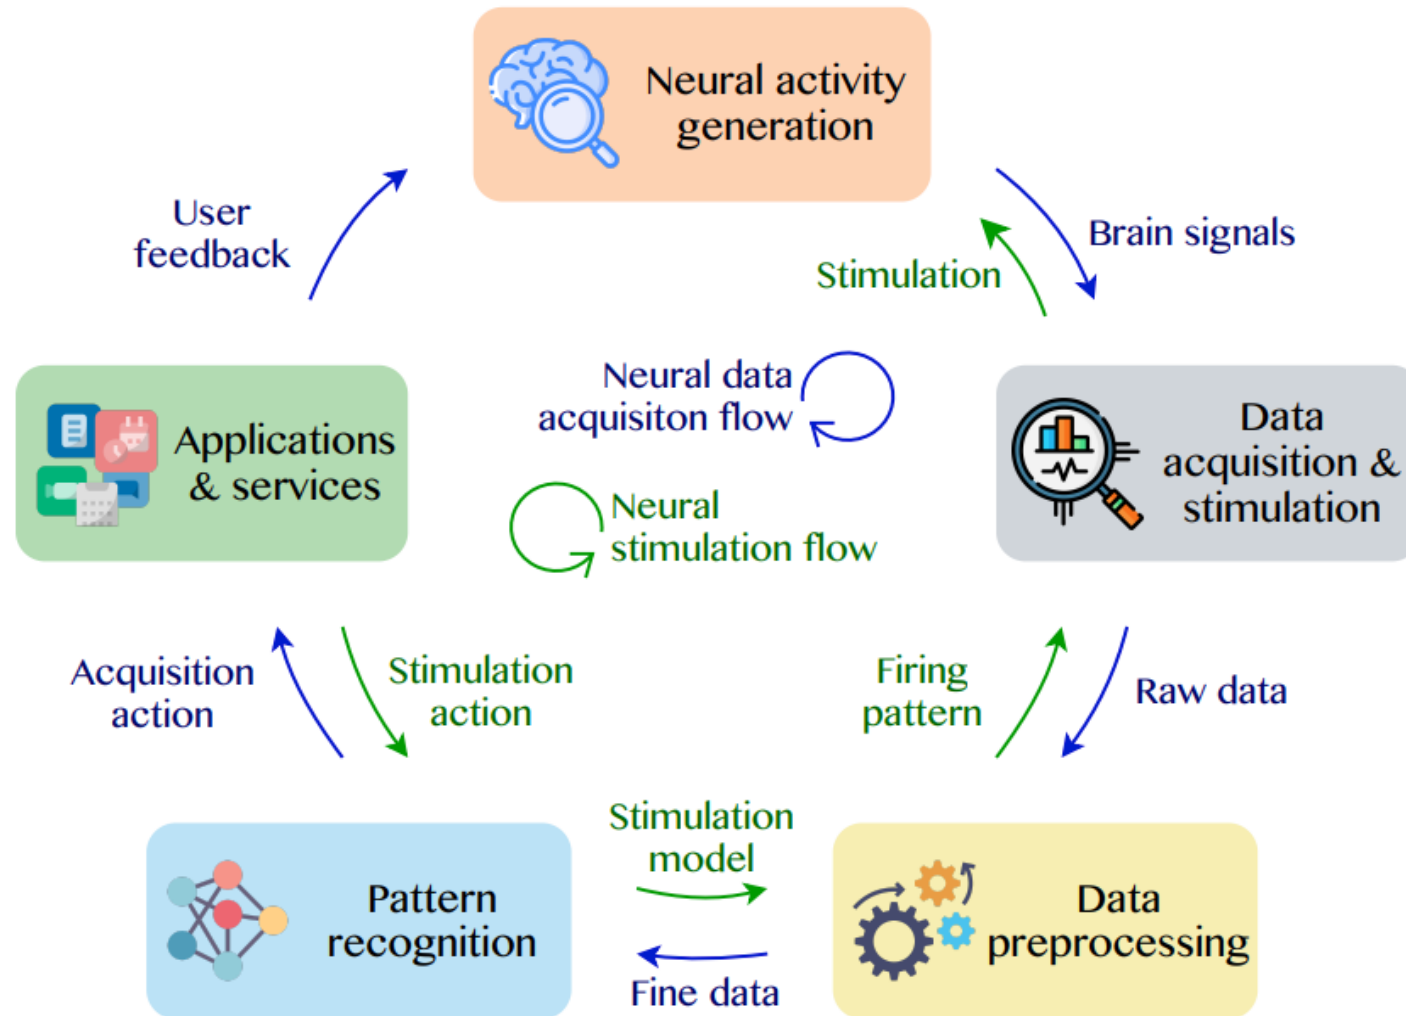 Neural activity
generation
User
feedback
Brain signals
Stimulation
Neural data
acquisiton flow
Applications
& services
Data
acquisition &
stimulation
Neural
stimulation flow
Acquisition
action
Stimulation
action
Firing
pattern
Raw data
Stimulation
model
Pattern
recognition
Data
preprocessing
Fine data